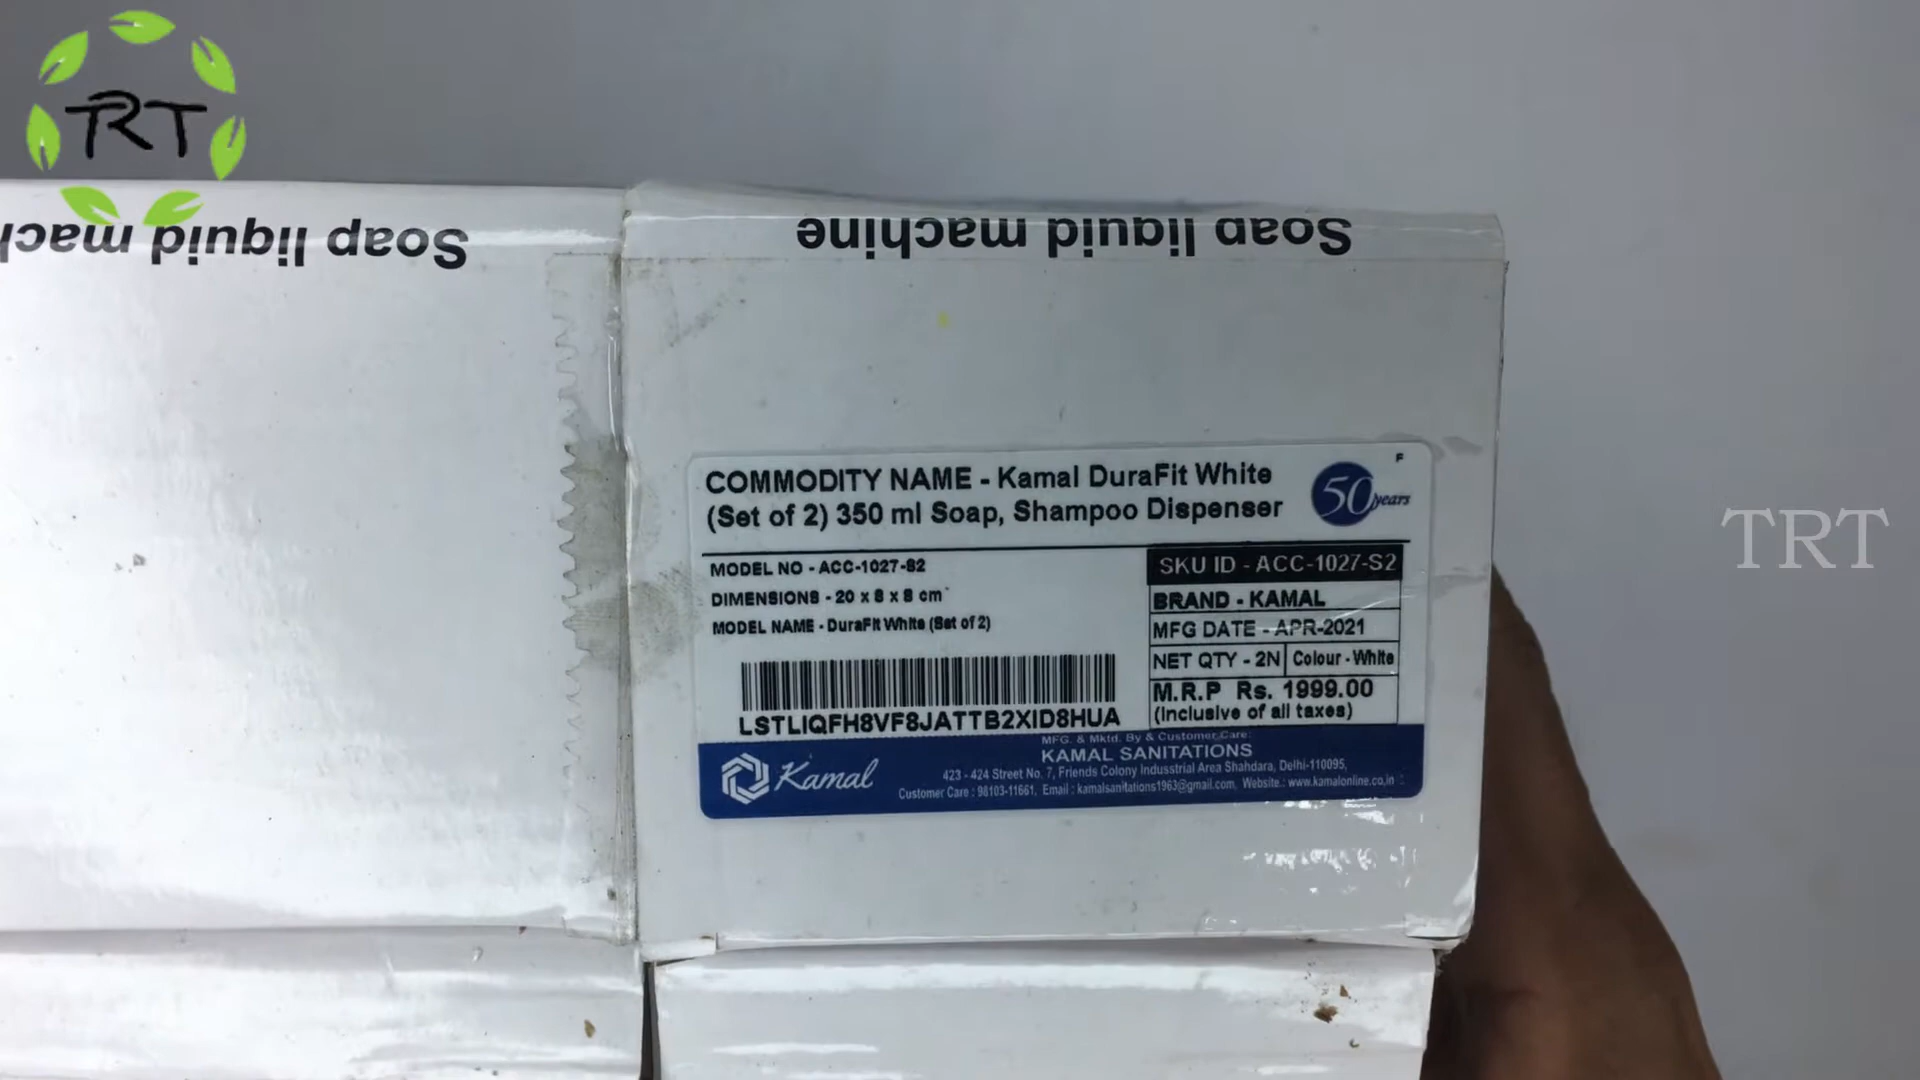 TRT
Soap liquid machine
Soap liquid mach
COMMODITY NAME - Kamal DuraFit White
(Set of 2) 350 ml Soap, Shampoo Dispenser
50 years
F
MODEL NO - ACC-1027-S2
DIMENSIONS - 20 x 8 x 8 cm
MODEL NAME - DuraFit White (Set of 2)
LSTLIQFH8VF8JATTB2XID8HUA
SKU ID - ACC-1027-S2
BRAND - KAMAL
MFG DATE - APR-2021
NET QTY - 2N Colour - White
M.R.P Rs. 1999.00
(Inclusive of all taxes)
Kamal
MFG. & Mktd. By & Customer Care:
KAMAL SANITATIONS
423 - 424 Street No. 7, Friends Colony Indusstrial Area Shahdara, Delhi-110095,
Customer Care : 98103-11661, Email : kamalsanitations1963@gmail.com, Website : www.kamalonline.co.in
TRT